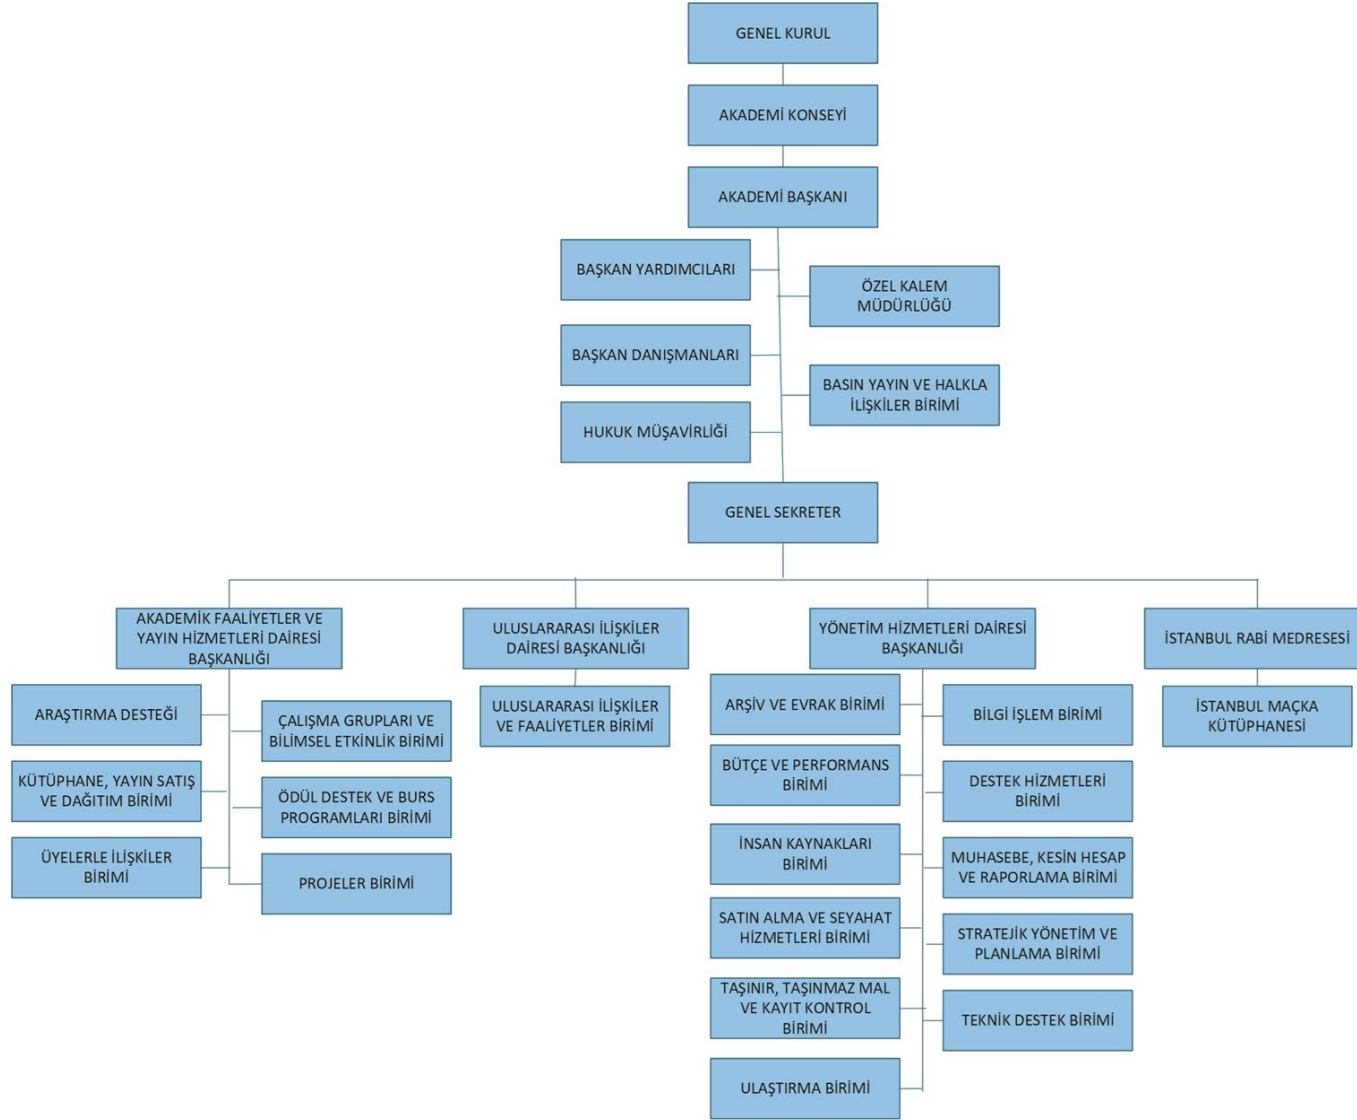 GENEL KURUL
AKADEMİ KONSEYİ
AKADEMİ BAŞKANI
BAŞKAN YARDIMCILARI
ÖZEL KALEM
MÜDÜRLÜĞÜ
BAŞKAN DANIŞMANLARI
BASIN YAYIN VE HALKLA
İLİŞKİLER BİRİMİ
HUKUK MÜŞAVİRLİĞİ
GENEL SEKRETER
AKADEMİK FAALİYETLER VE
YAYIN HİZMETLERİ DAİRESİ
BAŞKANLIĞI
ULUSLARARASI İLİŞKİLER
DAİRESİ BAŞKANLIĞI
YÖNETİM HİZMETLERİ DAİRESİ
BAŞKANLIĞI
İSTANBUL RABİ MEDRESESİ
ARAŞTIRMA DESTEĞİ
ÇALIŞMA GRUPLARI VE
BİLİMSEL ETKİNLİK BİRİMİ
KÜTÜPHANE, YAYIN SATIŞ
VE DAĞITIM BİRİMİ
ÖDÜL DESTEK VE BURS
PROGRAMLARI BİRİMİ
ÜYELERLE İLİŞKİLER
BİRİMİ
PROJELER BİRİMİ
ULUSLARARASI İLİŞKİLER
VE FAALİYETLER BİRİMİ
ARŞİV VE EVRAK BİRİMİ
BİLGİ İŞLEM BİRİMİ
BÜTÇE VE PERFORMANS
BİRİMİ
DESTEK HİZMETLERİ
BİRİMİ
İNSAN KAYNAKLARI
BİRİMİ
MUHASEBE, KESİN HESAP
VE RAPORLAMA BİRİMİ
SATIN ALMA VE SEYAHAT
HİZMETLERİ BİRİMİ
STRATEJİK YÖNETİM VE
PLANLAMA BİRİMİ
TAŞINIR, TAŞINMAZ MAL
VE KAYIT KONTROL
BİRİMİ
TEKNİK DESTEK BİRİMİ
ULAŞTIRMA BİRİMİ
İSTANBUL MAÇKA
KÜTÜPHANESİ